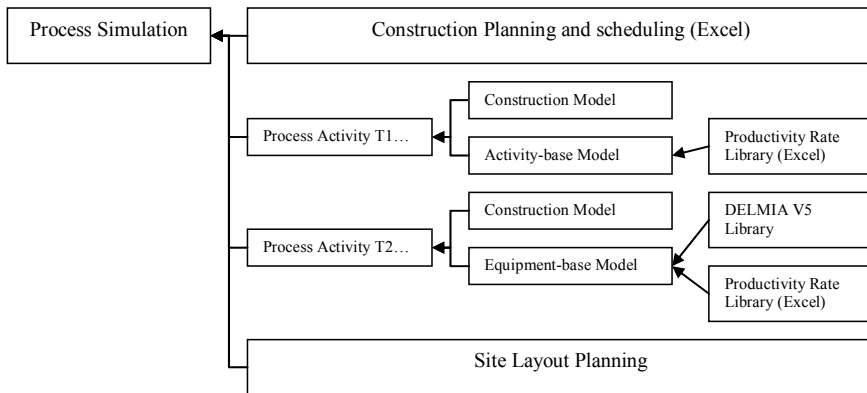 Process Simulation
Construction Planning and scheduling (Excel)
Construction Model
Process Activity T1…
Activity-base Model
Productivity Rate
Library (Excel)
Construction Model
DELMIA V5
Library
Process Activity T2…
Equipment-base Model
Productivity Rate
Library (Excel)
Site Layout Planning